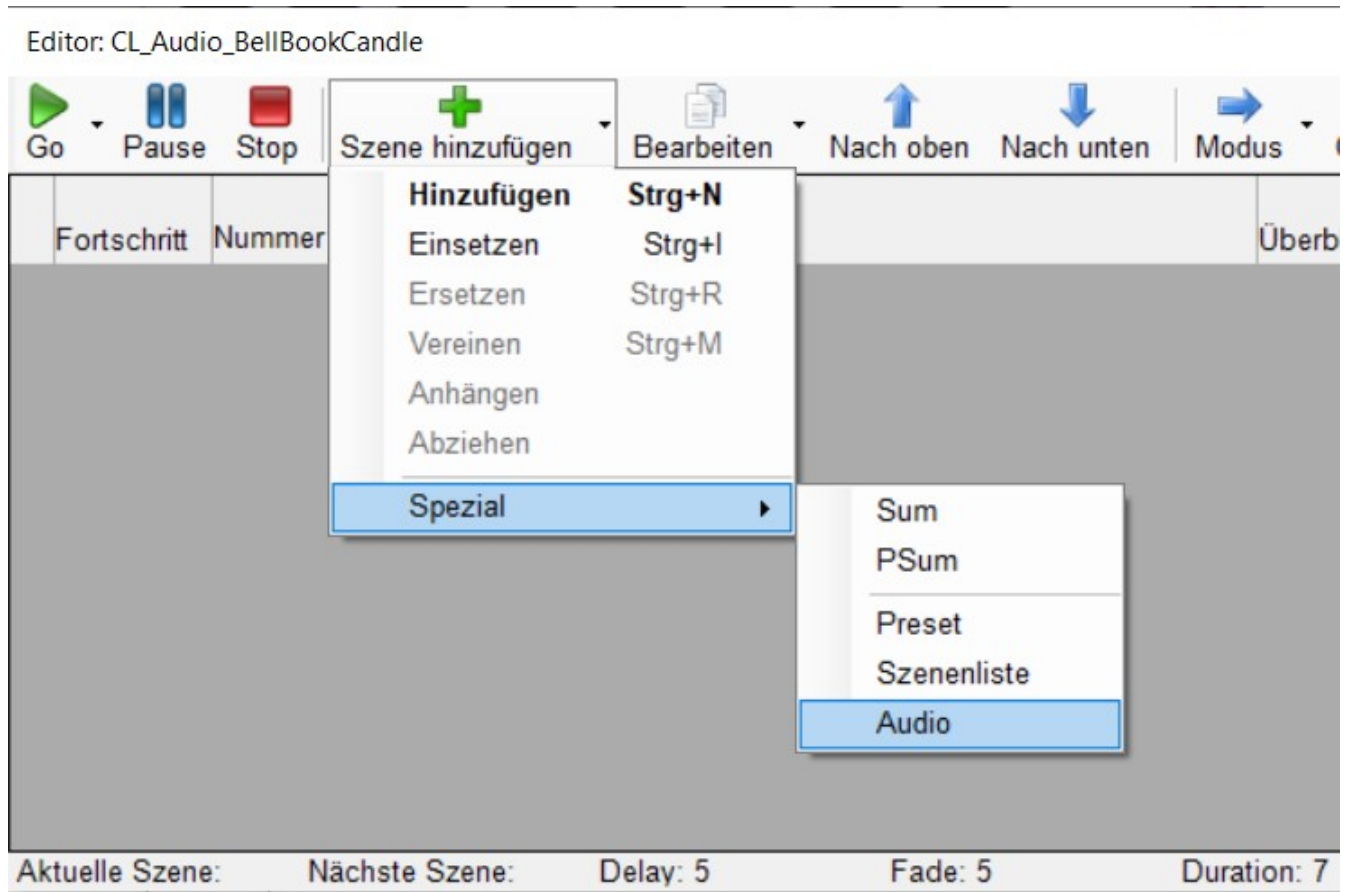 Editor: CL_Audio_BellBookCandle
Go Pause Stop Szene hinzufügen Bearbeiten Nach oben Nach unten Modus
Fortschritt Nummer Überb
Hinzufügen Strg+N
Einsetzen Strg+I
Ersetzen Strg+R
Vereinen Strg+M
Anhängen
Abziehen
Spezial
Sum
PSum
Preset
Szenenliste
Audio
Aktuelle Szene: Nächste Szene: Delay: 5 Fade: 5 Duration: 7